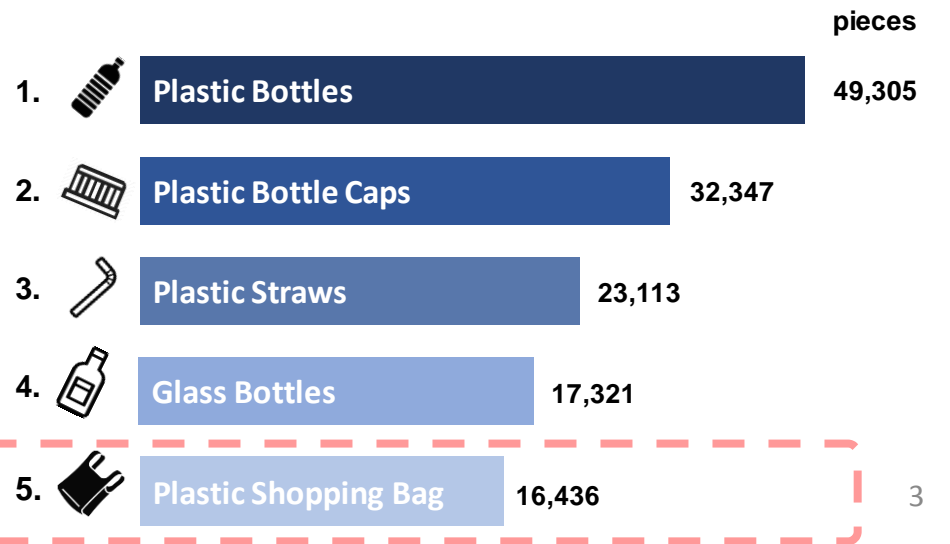 pieces
1. Plastic Bottles 49,305
2. Plastic Bottle Caps 32,347
3. Plastic Straws 23,113
4. Glass Bottles 17,321
5. Plastic Shopping Bag 16,436
3